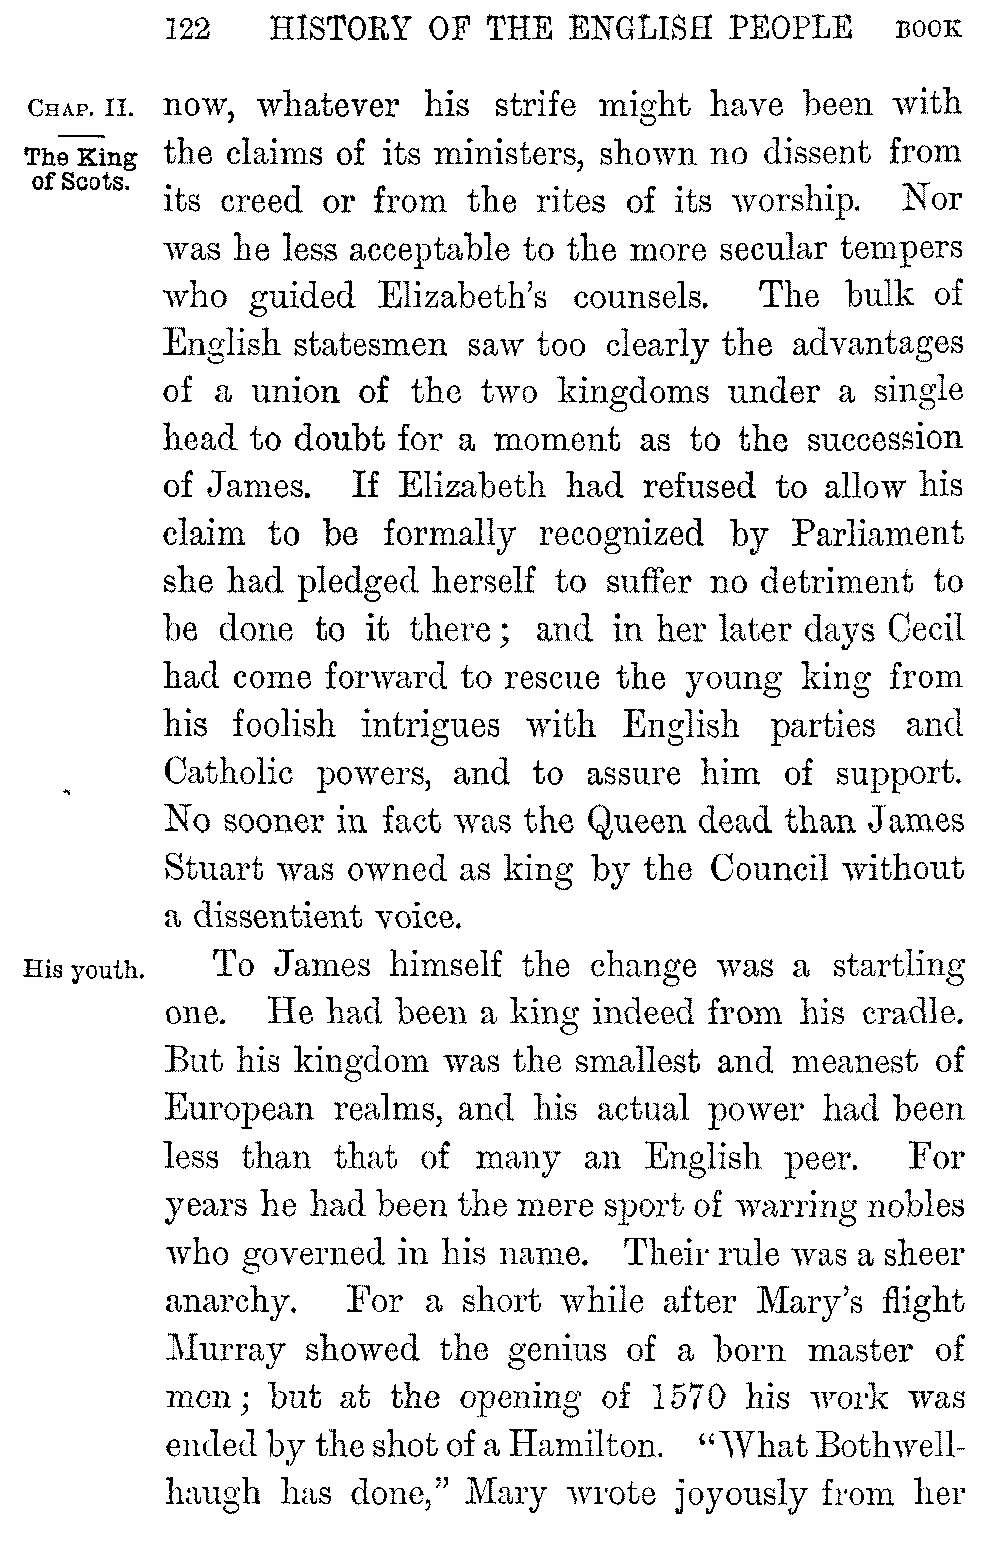 122 HISTORY OF THE ENGLISH PEOPLE BOOK
CHAP. II.
The King
of Scots.
now, whatever his strife might have been with
the claims of its ministers, shown no dissent from
its creed or from the rites of its worship. Nor
was he less acceptable to the more secular tempers
who guided Elizabeth's counsels. The bulk of
English statesmen saw too clearly the advantages
of a union of the two kingdoms under a single
head to doubt for a moment as to the succession
of James. If Elizabeth had refused to allow his
claim to be formally recognized by Parliament
she had pledged herself to suffer no detriment to
be done to it there; and in her later days Cecil
had come forward to rescue the young king from
his foolish intrigues with English parties and
Catholic powers, and to assure him of support.
No sooner in fact was the Queen dead than James
Stuart was owned as king by the Council without
a dissentient voice.
His youth.
To James himself the change was a startling
one. He had been a king indeed from his cradle.
But his kingdom was the smallest and meanest of
European realms, and his actual power had been
less than that of many an English peer. For
years he had been the mere sport of warring nobles
who governed in his name. Their rule was a sheer
anarchy. For a short while after Mary's flight
Murray showed the genius of a born master of
men; but at the opening of 1570 his work was
ended by the shot of a Hamilton. "What Bothwell-
haugh has done," Mary wrote joyously from her